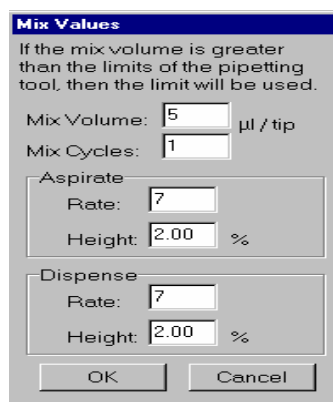 Mix Values
If the mix volume is greater
than the limits of the pipetting
tool, then the limit will be used.
Mix Volume: 5 µl / tip
Mix Cycles: 1
Aspirate
Rate: 7
Height: 2.00 %
Dispense
Rate: 7
Height: 2.00 %
OK Cancel